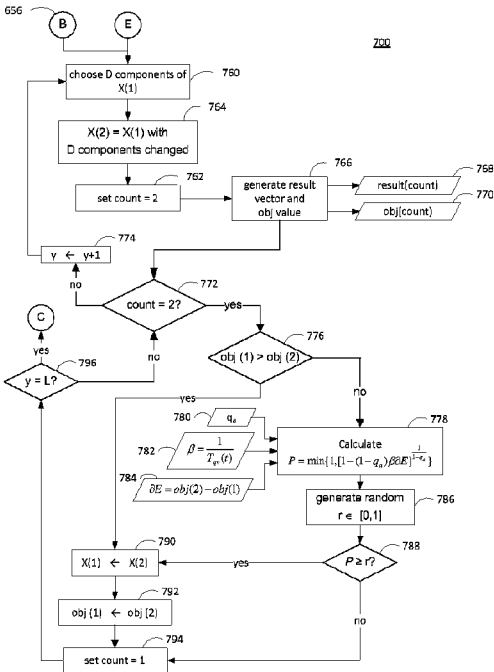 656
B
E
700
choose D components of
X(1)
760
764
X(2) = X(1) with
D components changed
762
set count = 2
766
generate result
vector and
obj value
768
result(count)
770
obj(count)
774
y ← y+1
no
772
count = 2?
yes
C
yes
796
no
y = L?
776
obj (1) > obj (2)
yes
no
780
qₐ
778
782
β = 1/T_qv(t)
Calculate
P = min{1,[1−(1−qₐ)β∂E]^{1/(1−qₐ)}}
784
∂E = obj(2) − obj(1)
generate random
r ∈ [0,1]
786
790
788
X(1) ← X(2)
yes
P ≥ r?
792
obj (1) ← obj (2)
no
794
set count = 1